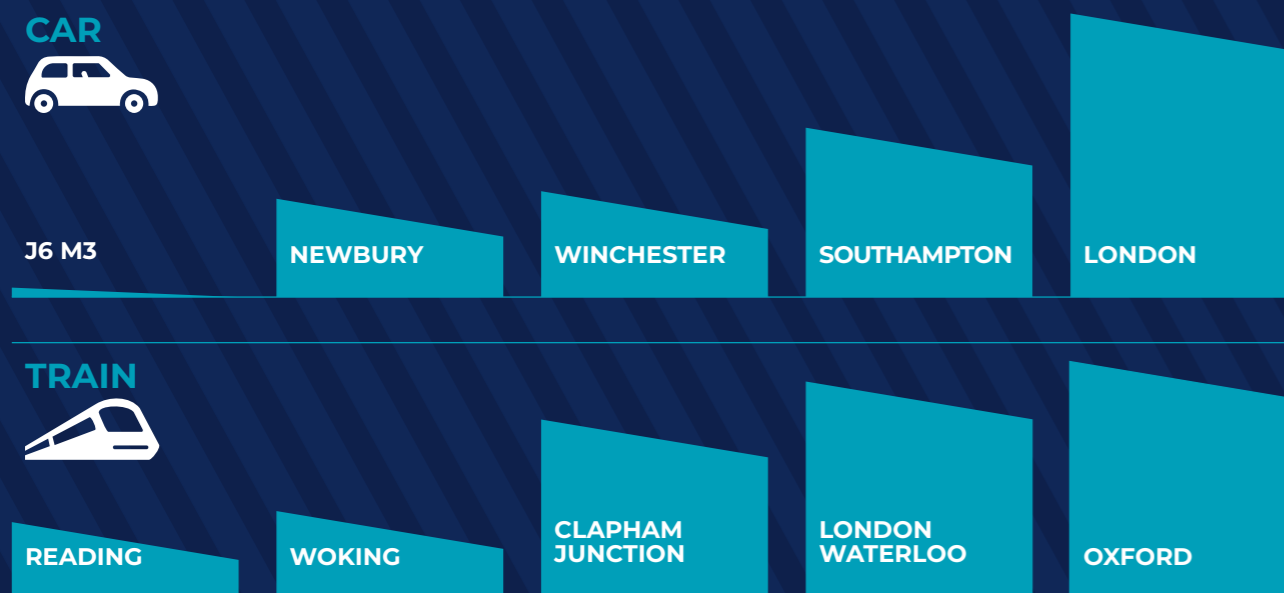 CAR
J6 M3
NEWBURY
WINCHESTER
SOUTHAMPTON
LONDON
TRAIN
READING
WOKING
CLAPHAM
JUNCTION
LONDON
WATERLOO
OXFORD